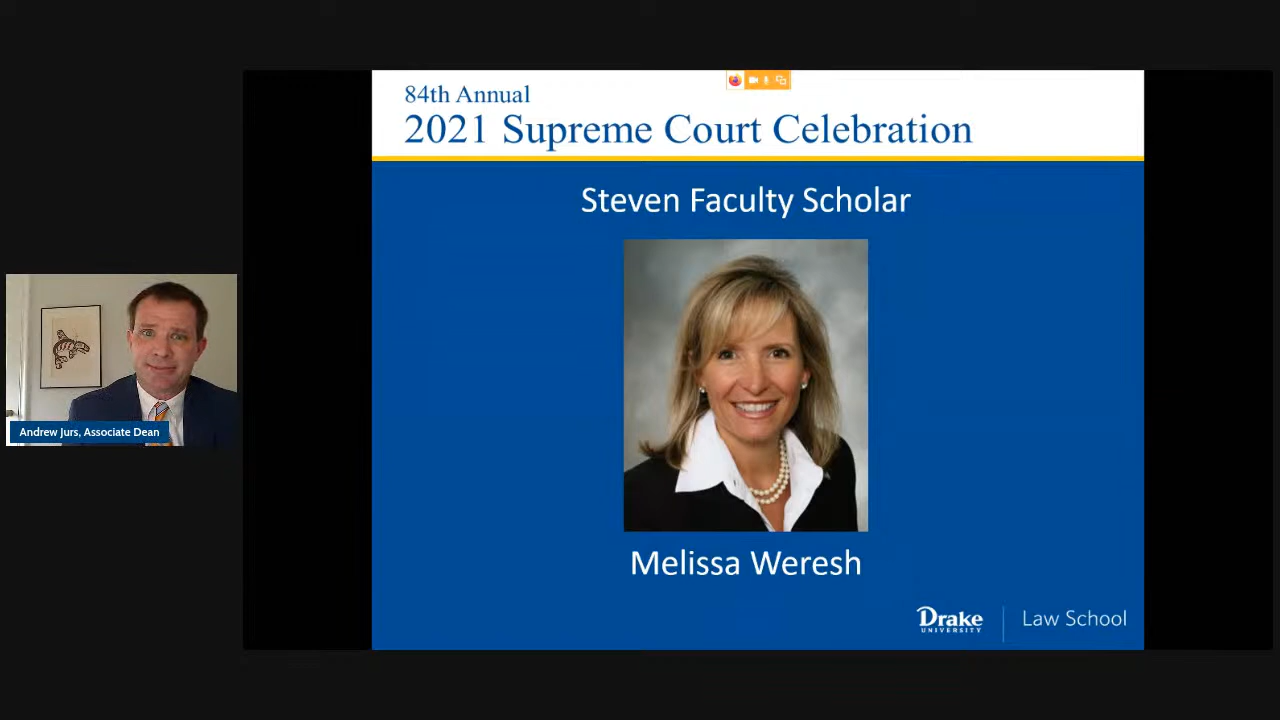 84th Annual
2021 Supreme Court Celebration
Steven Faculty Scholar
Andrew Jurs, Associate Dean
Melissa Weresh
Drake
UNIVERSITY
Law School